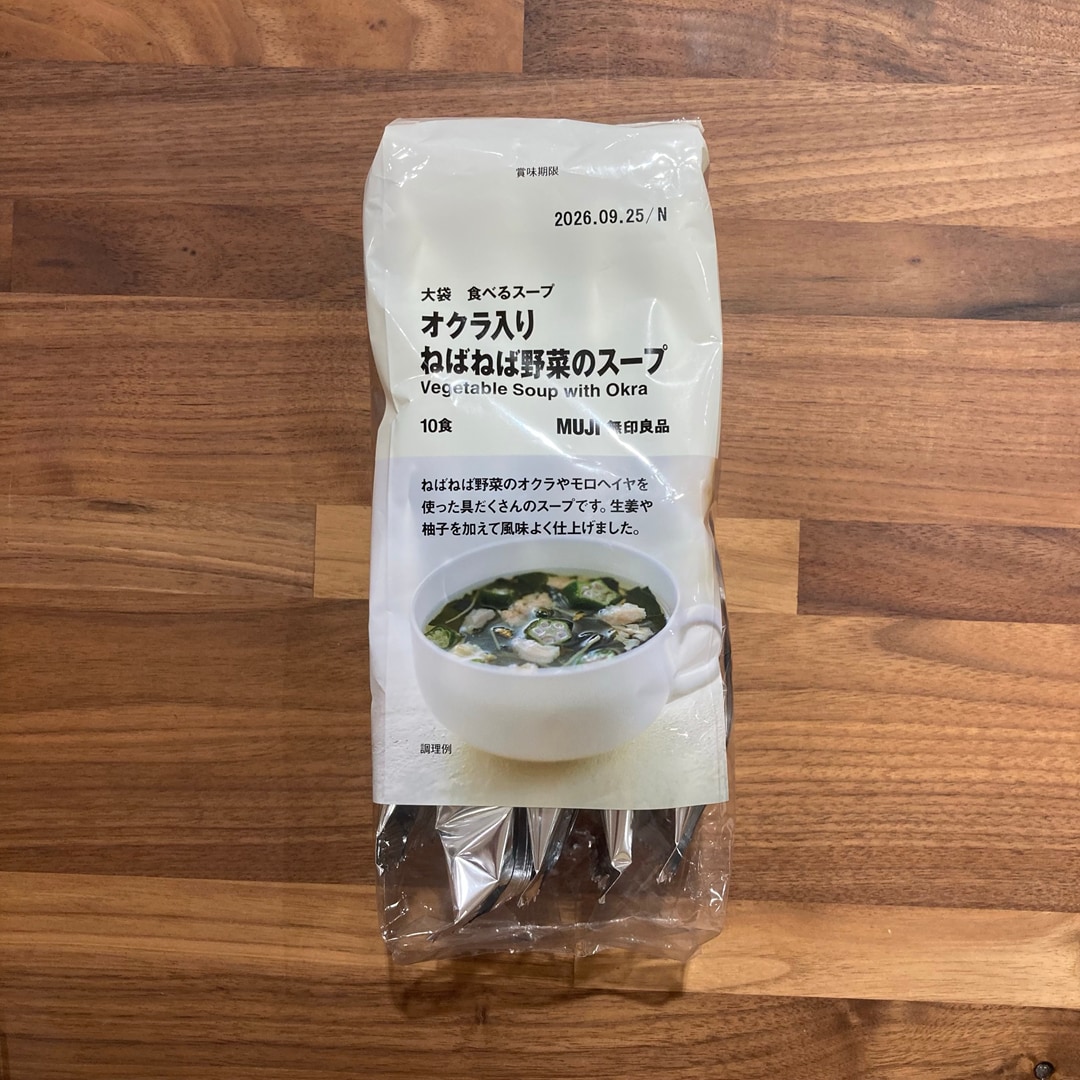 賞味期限
2026.09.25/N
大袋 食べるスープ
オクラ入り
ねばねば野菜のスープ
Vegetable Soup with Okra
10食 MUJI 無印良品
ねばねば野菜のオクラやモロヘイヤを
使った具だくさんのスープです。生姜や
柚子を加えて風味よく仕上げました。
調理例